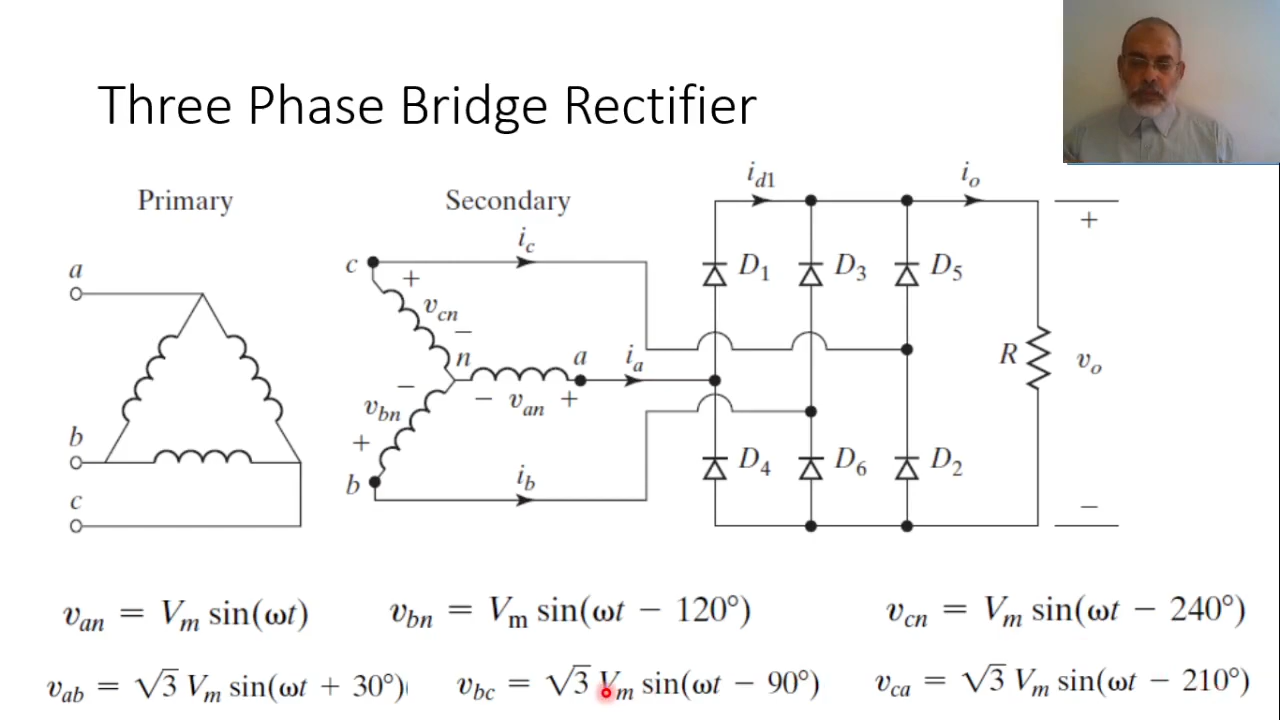 Three Phase Bridge Rectifier
Primary
Secondary
a
b
c
c
+
v_cn
−
n
a
− v_an +
−
v_bn
+
b
i_c
i_a
i_b
i_d1
i_o
D_1 D_3 D_5
D_4 D_6 D_2
R
+
v_o
−
v_an = V_m sin(ωt)
v_bn = V_m sin(ωt − 120°)
v_cn = V_m sin(ωt − 240°)
v_ab = √3 V_m sin(ωt + 30°)
v_bc = √3 V_m sin(ωt − 90°)
v_ca = √3 V_m sin(ωt − 210°)